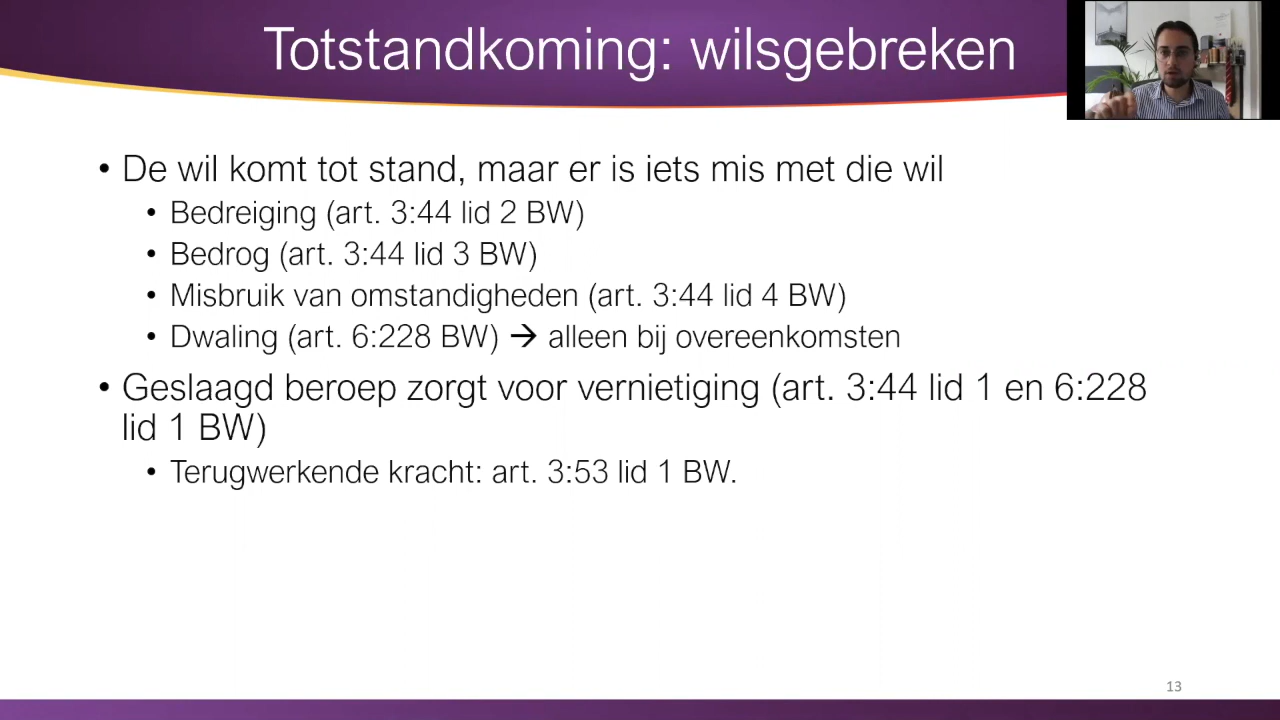 Totstandkoming: wilsgebreken
• De wil komt tot stand, maar er is iets mis met die wil
• Bedreiging (art. 3:44 lid 2 BW)
• Bedrog (art. 3:44 lid 3 BW)
• Misbruik van omstandigheden (art. 3:44 lid 4 BW)
• Dwaling (art. 6:228 BW) → alleen bij overeenkomsten
• Geslaagd beroep zorgt voor vernietiging (art. 3:44 lid 1 en 6:228
lid 1 BW)
• Terugwerkende kracht: art. 3:53 lid 1 BW.
13